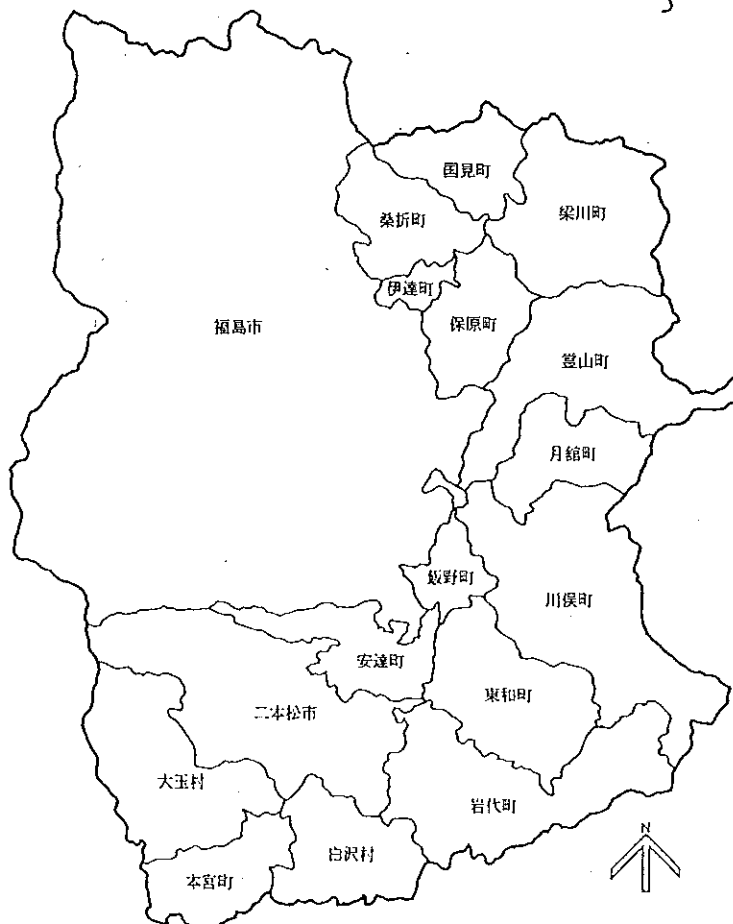 国見町
梁川町
桑折町
伊達町
保原町
福島市
霊山町
月舘町
飯野町
川俣町
安達町
東和町
二本松市
大玉村
岩代町
白沢村
本宮町
N